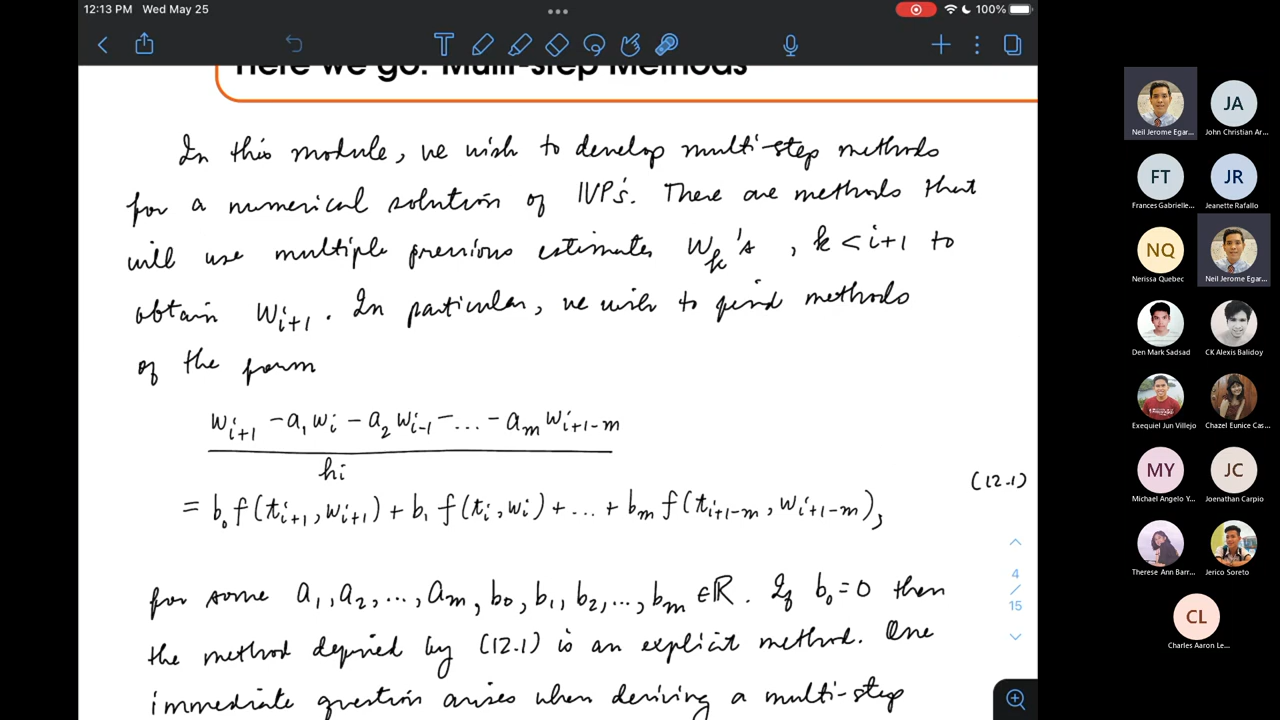 12:13 PM Wed May 25
100%
Here we go: Multi-step Methods
In this module, we wish to develop multi-step methods
for a numerical solution of IVP's. These are methods that
will use multiple previous estimates w_k's, k < i+1 to
obtain w_{i+1}. In particular, we wish to find methods
of the form
w_{i+1} - a_1 w_i - a_2 w_{i-1} - ... - a_m w_{i+1-m}
hi
= b_0 f(t_{i+1}, w_{i+1}) + b_1 f(t_i, w_i) + ... + b_m f(t_{i+1-m}, w_{i+1-m}),
(12.1)
for some a_1, a_2, ..., a_m, b_0, b_1, b_2, ..., b_m ∈ ℝ. If b_0 = 0 then
the method defined by (12.1) is an explicit method. One
immediate question arises when deriving a multi-step
4
/
15
Neil Jerome Egar...
JA
John Christian Ar...
FT
Frances Gabrielle...
JR
Jeanette Rafallo
NQ
Nerissa Quebec
Neil Jerome Egar...
Den Mark Sadsad
CK Alexis Balidoy
Exequiel Jun Villejo
Chazel Eunice Cas...
MY
Michael Angelo Y...
JC
Joenathan Carpio
Therese Ann Barr...
Jerico Soreto
CL
Charles Aaron Le...